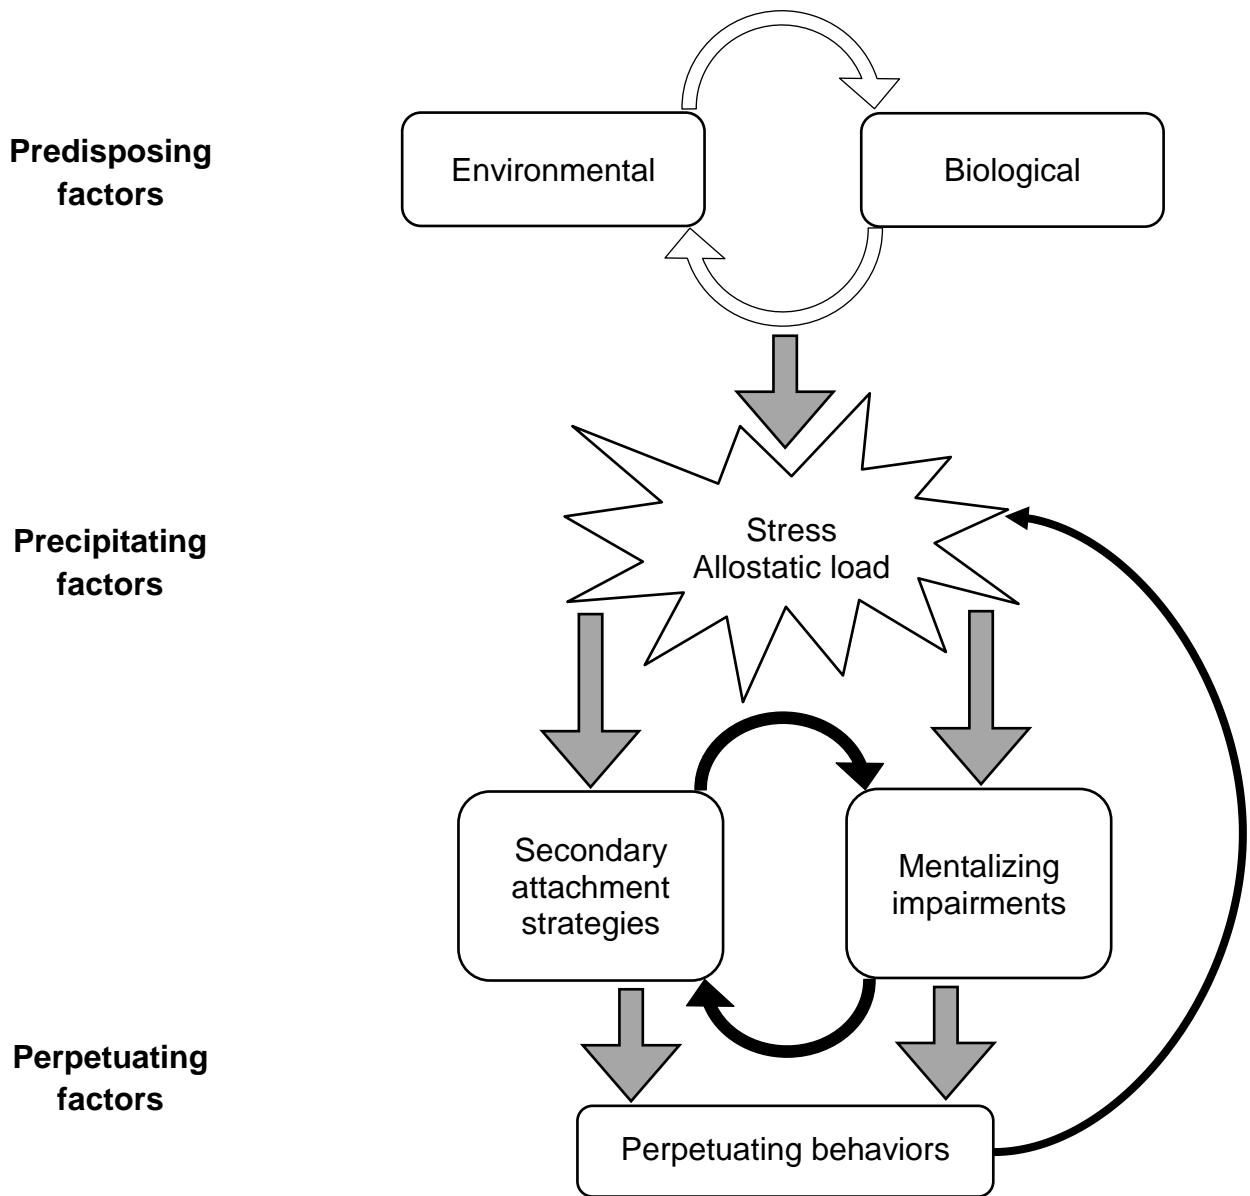 Predisposing
factors
Environmental
Biological
Precipitating
factors
Stress
Allostatic load
Secondary
attachment
strategies
Mentalizing
impairments
Perpetuating
factors
Perpetuating behaviors